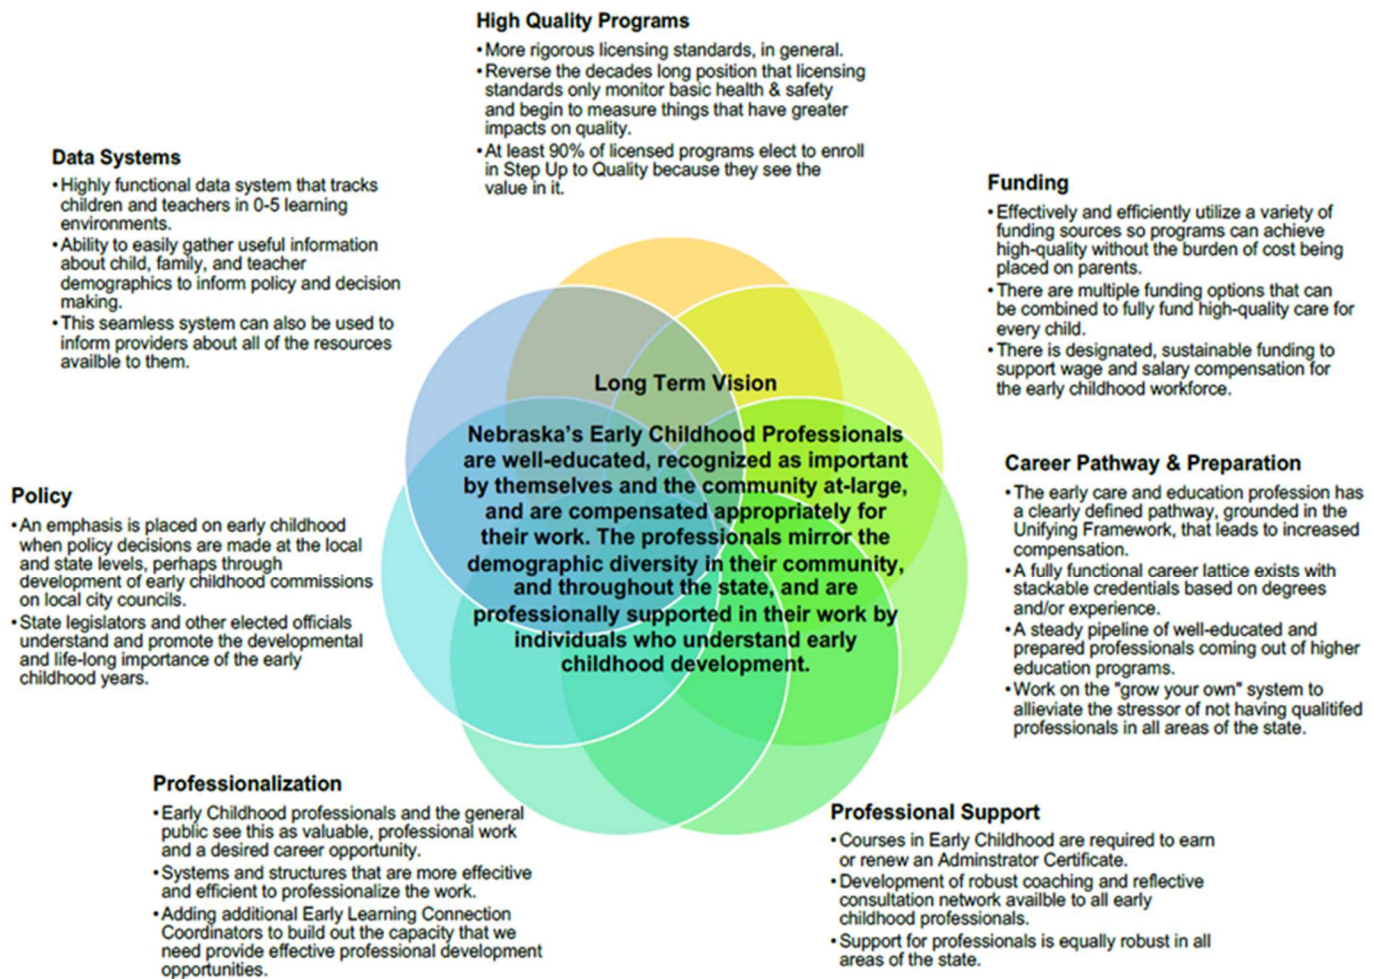 High Quality Programs
•More rigorous licensing standards, in general.
•Reverse the decades long position that licensing
standards only monitor basic health & safety
and begin to measure things that have greater
impacts on quality.
•At least 90% of licensed programs elect to enroll
in Step Up to Quality because they see the
value in it.
Data Systems
•Highly functional data system that tracks
children and teachers in 0-5 learning
environments.
•Ability to easily gather useful information
about child, family, and teacher
demographics to inform policy and decision
making.
•This seamless system can also be used to
inform providers about all of the resources
availble to them.
Funding
•Effectively and efficiently utilize a variety of
funding sources so programs can achieve
high-quality without the burden of cost being
placed on parents.
•There are multiple funding options that can
be combined to fully fund high-quality care for
every child.
•There is designated, sustainable funding to
support wage and salary compensation for
the early childhood workforce.
Long Term Vision
Nebraska's Early Childhood Professionals
are well-educated, recognized as important
by themselves and the community at-large,
and are compensated appropriately for
their work. The professionals mirror the
demographic diversity in their community,
and throughout the state, and are
professionally supported in their work by
individuals who understand early
childhood development.
Career Pathway & Preparation
•The early care and education profession has
a clearly defined pathway, grounded in the
Unifying Framework, that leads to increased
compensation.
•A fully functional career lattice exists with
stackable credentials based on degrees
and/or experience.
•A steady pipeline of well-educated and
prepared professionals coming out of higher
education programs.
•Work on the "grow your own" system to
allieviate the stressor of not having qualitifed
professionals in all areas of the state.
Policy
•An emphasis is placed on early childhood
when policy decisions are made at the local
and state levels, perhaps through
development of early childhood commissions
on local city councils.
•State legislators and other elected officials
understand and promote the developmental
and life-long importance of the early
childhood years.
Professionalization
•Early Childhood professionals and the general
public see this as valuable, professional work
and a desired career opportunity.
•Systems and structures that are more effecitive
and efficient to professionalize the work.
•Adding additional Early Learning Connection
Coordinators to build out the capacity that we
need provide effective professional development
opportunities.
Professional Support
•Courses in Early Childhood are required to earn
or renew an Adminstrator Certificate.
•Development of robust coaching and reflective
consultation network availble to all early
childhood professionals.
•Support for professionals is equally robust in all
areas of the state.